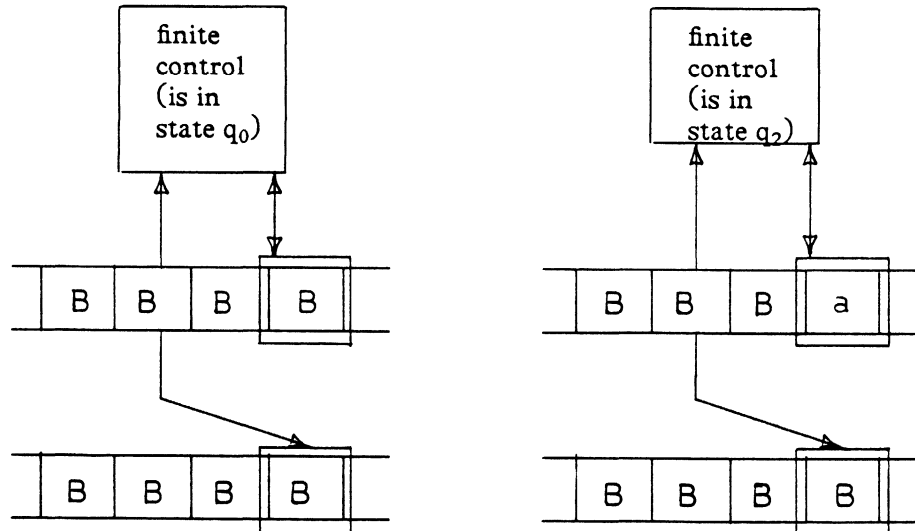 finite
control
(is in
state q₀)
finite
control
(is in
state q₂)
B B B B
B B B a
B B B B
B B B B